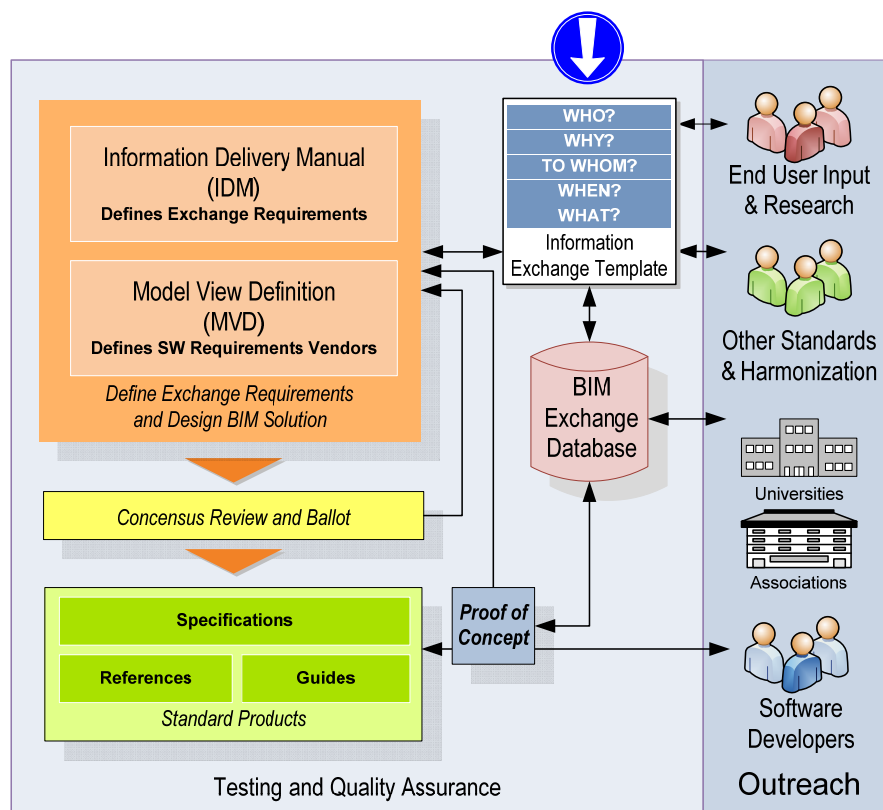 Information Delivery Manual
(IDM)
Defines Exchange Requirements
Model View Definition
(MVD)
Defines SW Requirements Vendors
Define Exchange Requirements
and Design BIM Solution
Concensus Review and Ballot
Specifications
References
Guides
Standard Products
WHO?
WHY?
TO WHOM?
WHEN?
WHAT?
Information
Exchange Template
BIM
Exchange
Database
Proof of
Concept
Testing and Quality Assurance
End User Input
& Research
Other Standards
& Harmonization
Universities
Associations
Software
Developers
Outreach